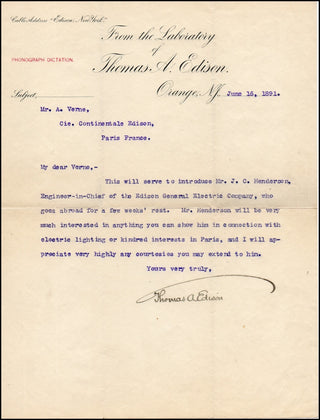 Cable Address "Edison, New York."
From the Laboratory
of
PHONOGRAPH DICTATION.
Thomas A. Edison.
Orange, N.J. June 16, 1891.
Subject,
Mr. A. Verne,
Cie. Continentale Edison,
Paris France.
My dear Verne,-
This will serve to introduce Mr. J. C. Henderson,
Engineer-in-Chief of the Edison General Electric Company, who
goes abroad for a few weeks' rest. Mr. Henderson will be very
much interested in anything you can show him in connection with
electric lighting or kindred interests in Paris, and I will ap-
preciate very highly any courtesies you may extend to him.
Yours very truly,
Thomas A. Edison